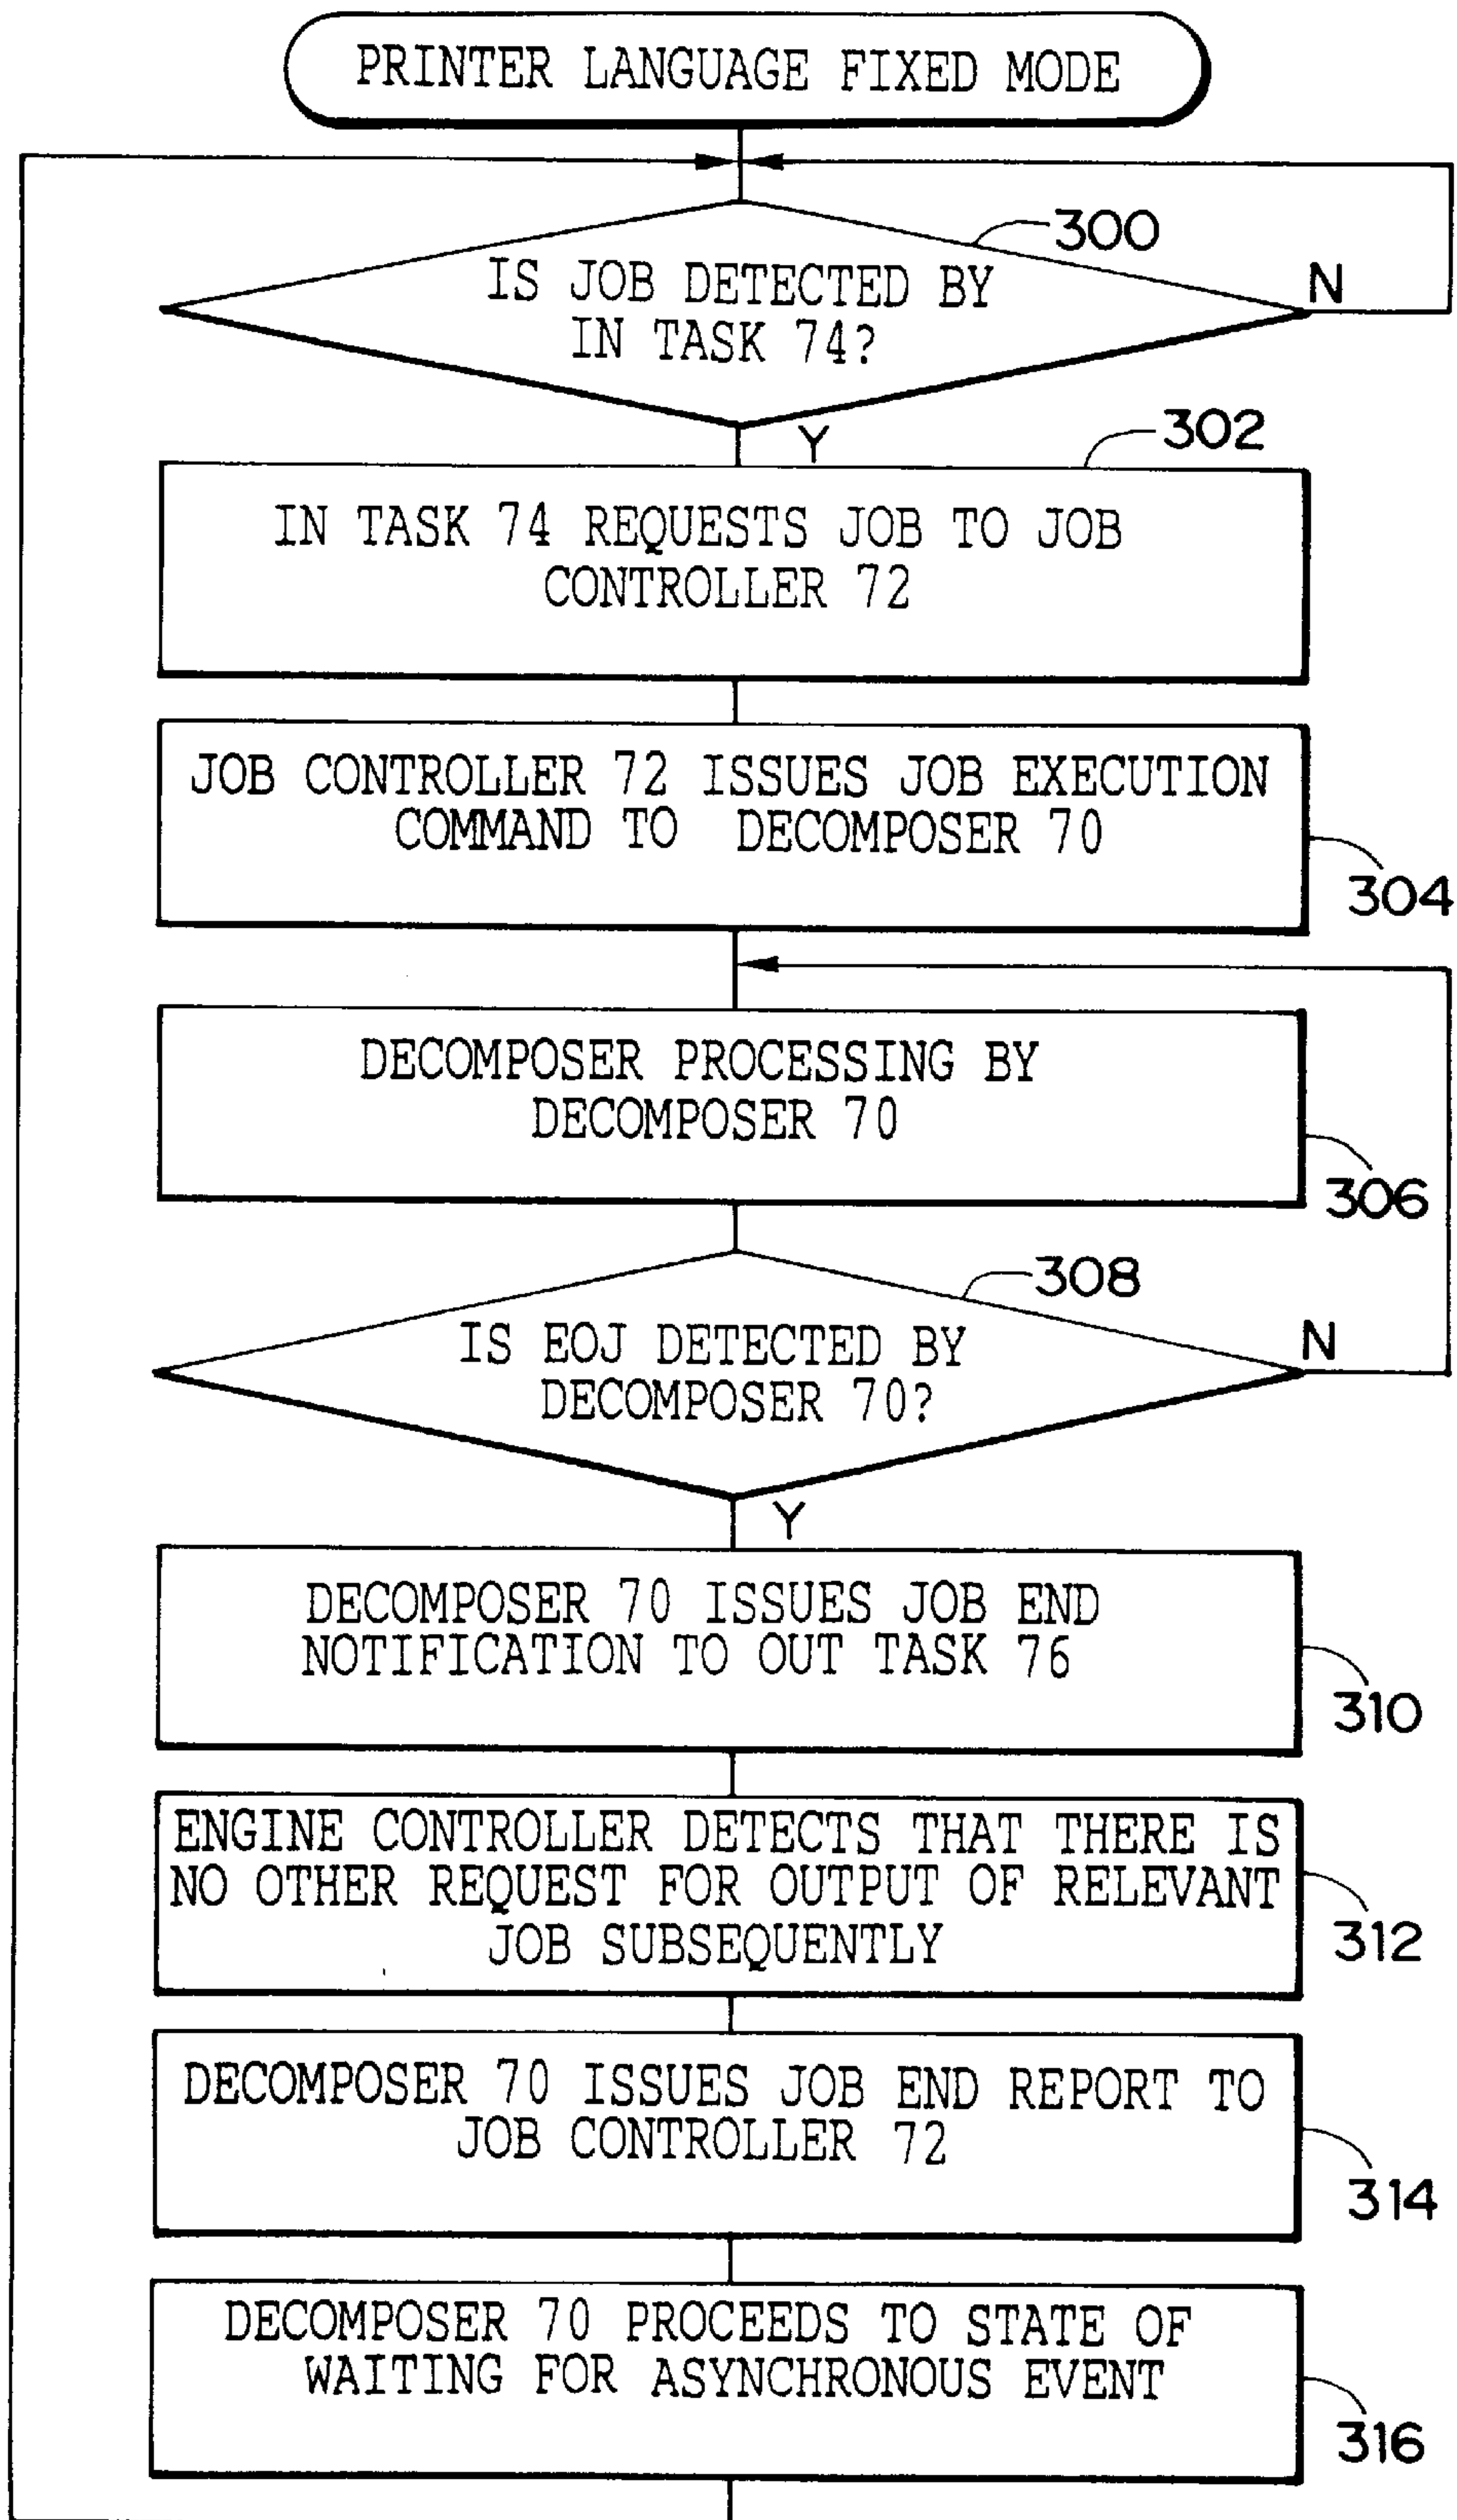 PRINTER LANGUAGE FIXED MODE
300
IS JOB DETECTED BY
IN TASK 74?
N
Y
302
IN TASK 74 REQUESTS JOB TO JOB
CONTROLLER 72
JOB CONTROLLER 72 ISSUES JOB EXECUTION
COMMAND TO DECOMPOSER 70
304
DECOMPOSER PROCESSING BY
DECOMPOSER 70
306
308
IS EOJ DETECTED BY
DECOMPOSER 70?
N
Y
DECOMPOSER 70 ISSUES JOB END
NOTIFICATION TO OUT TASK 76
310
ENGINE CONTROLLER DETECTS THAT THERE IS
NO OTHER REQUEST FOR OUTPUT OF RELEVANT
JOB SUBSEQUENTLY
312
DECOMPOSER 70 ISSUES JOB END REPORT TO
JOB CONTROLLER 72
314
DECOMPOSER 70 PROCEEDS TO STATE OF
WAITING FOR ASYNCHRONOUS EVENT
316